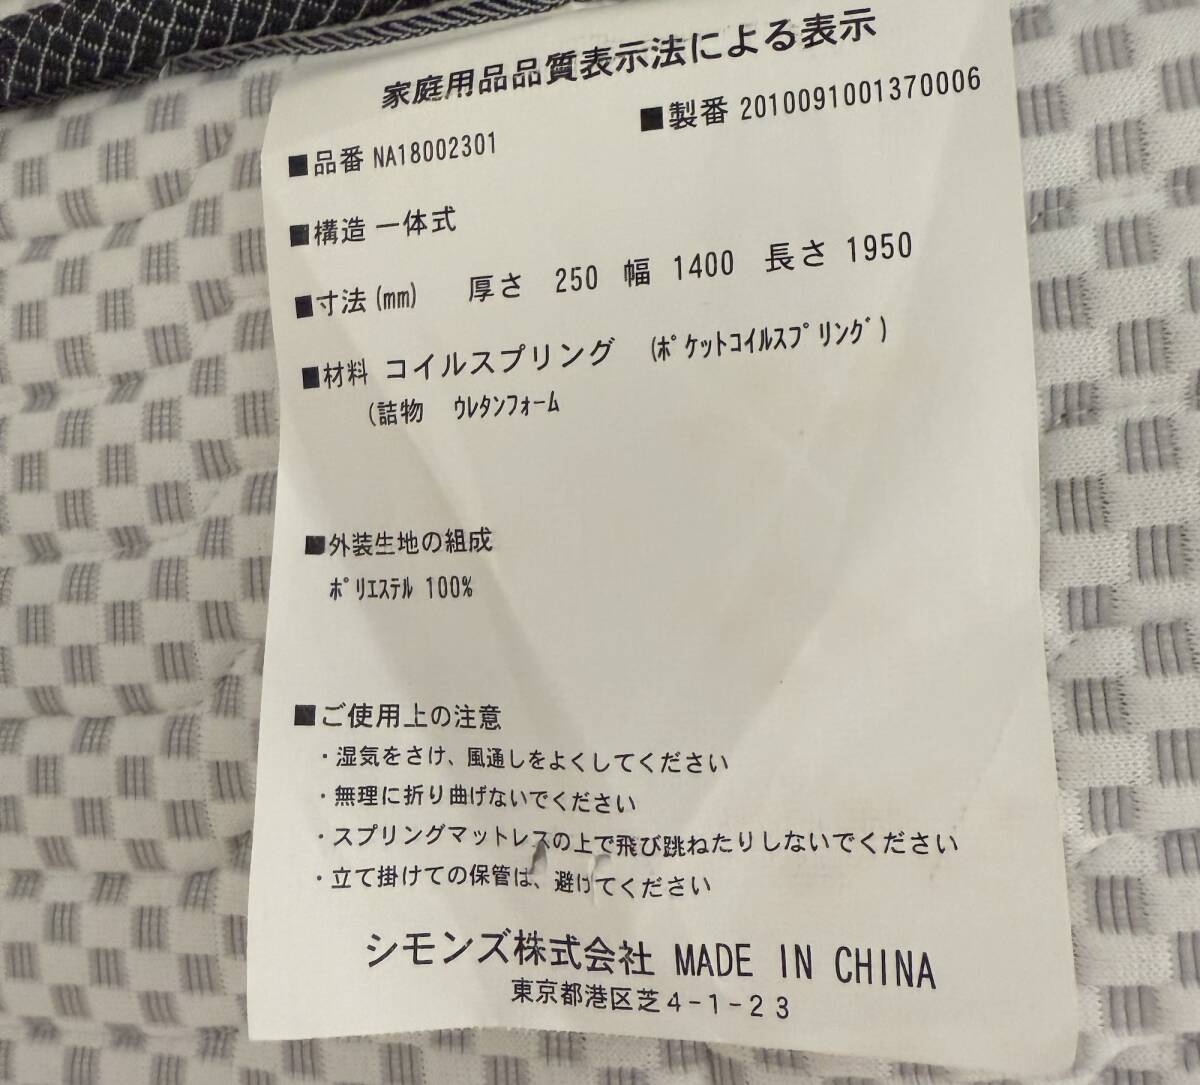 家庭用品品質表示法による表示
■製番 2010091001370006
■品番 NA18002301
■構造 一体式
■寸法(mm) 厚さ 250 幅 1400 長さ 1950
■材料 コイルスプリング (ﾎﾟｹｯﾄｺｲﾙｽﾌﾟﾘﾝｸﾞ)
(詰物 ｳﾚﾀﾝﾌｫｰﾑ
■外装生地の組成
ﾎﾟﾘｴｽﾃﾙ 100%
■ご使用上の注意
・湿気をさけ、風通しをよくしてください
・無理に折り曲げないでください
・スプリングマットレスの上で飛び跳ねたりしないでください
・立て掛けての保管は、避けてください
シモンズ株式会社 MADE IN CHINA
東京都港区芝4-1-23